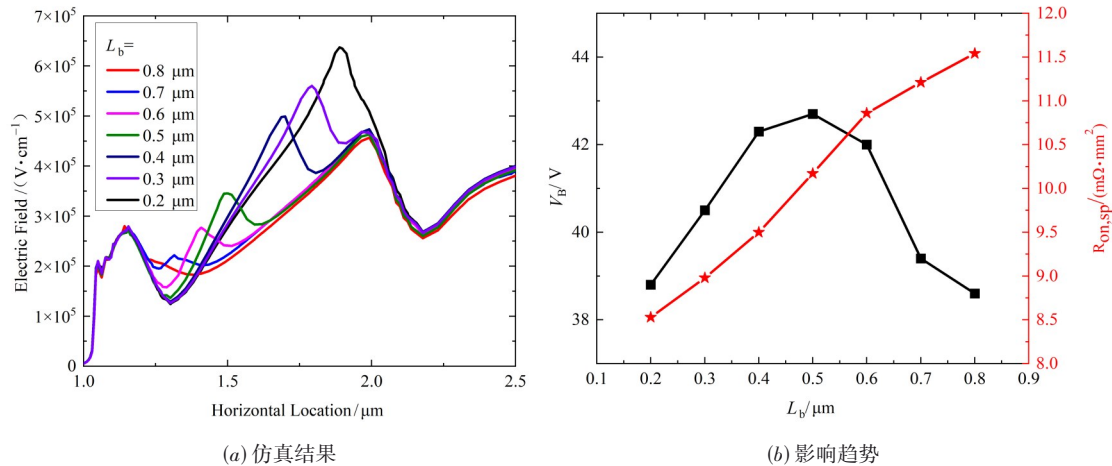 7×10⁵
6×10⁵
5×10⁵
4×10⁵
3×10⁵
2×10⁵
1×10⁵
0
Electric Field /(V·cm⁻¹)
L_b=
0.8 μm
0.7 μm
0.6 μm
0.5 μm
0.4 μm
0.3 μm
0.2 μm
1.0 1.5 2.0 2.5
Horizontal Location/μm
(a) 仿真结果
44
42
40
38
V_B/ V
12.0
11.5
11.0
10.5
10.0
9.5
9.0
8.5
8.0
R_on,sp/(mΩ·mm²)
0.1 0.2 0.3 0.4 0.5 0.6 0.7 0.8 0.9
L_b/μm
(b) 影响趋势